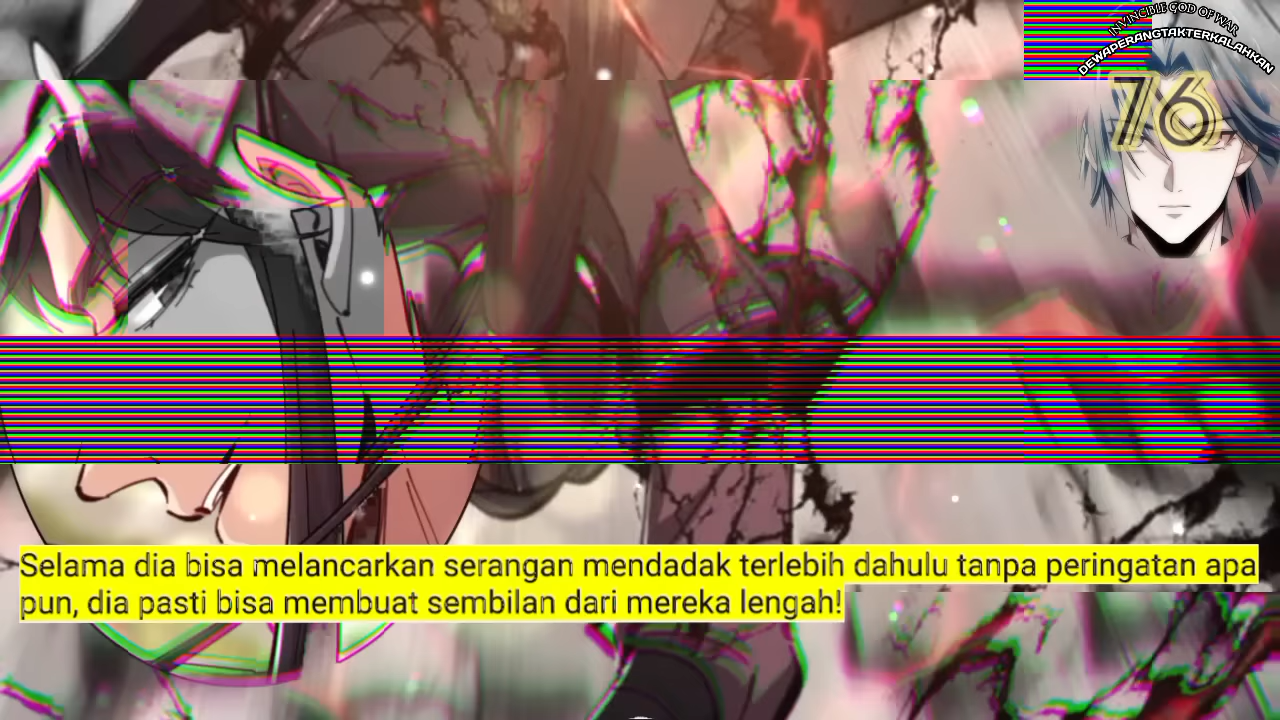 INVINCIBLE GOD OF WAR
DEWAPERANGTAKTERKALAHKAN
76
Selama dia bisa melancarkan serangan mendadak terlebih dahulu tanpa peringatan apa
pun, dia pasti bisa membuat sembilan dari mereka lengah!